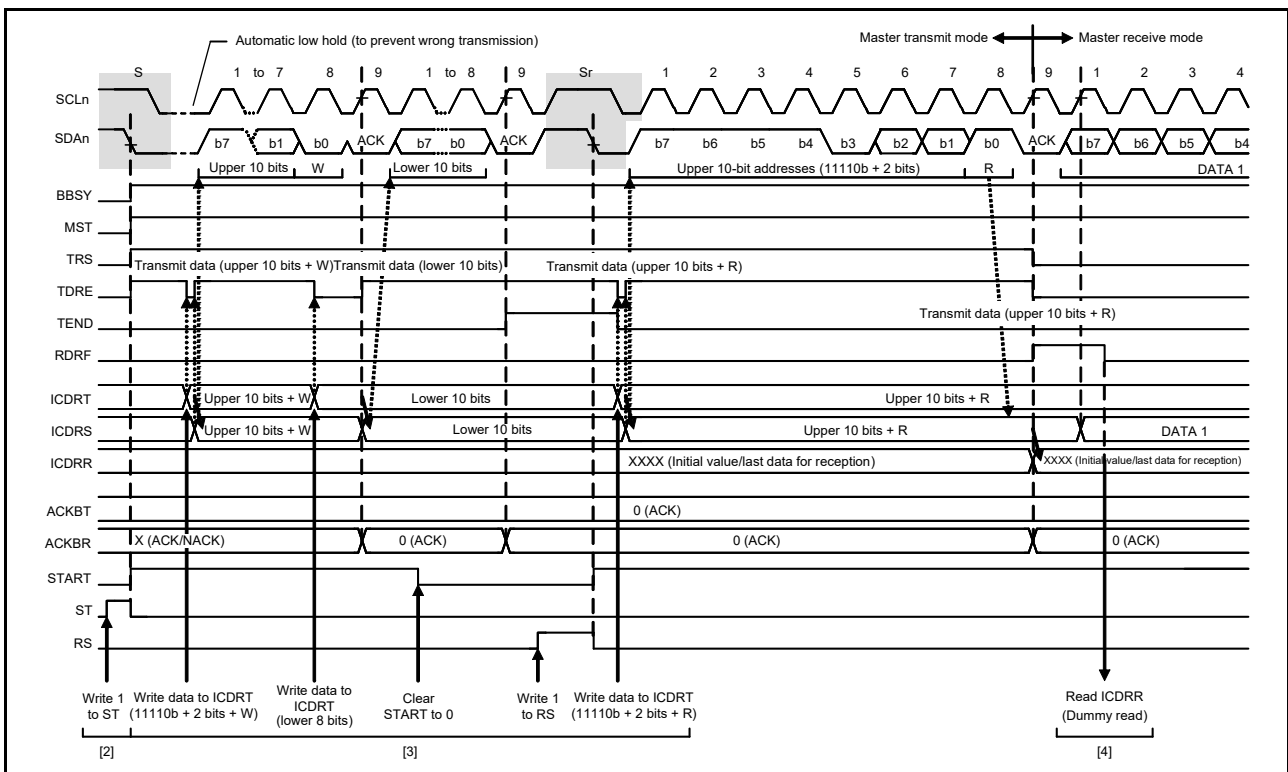 Automatic low hold (to prevent wrong transmission)
Master transmit mode
Master receive mode
S
1 to 7
8
9
1 to 8
9
Sr
1
2
3
4
5
6
7
8
9
1
2
3
4
SCLn
SDAn
b7
b1
b0
ACK
b7
b0
ACK
b7
b6
b5
b4
b3
b2
b1
b0
ACK
b7
b6
b5
b4
Upper 10 bits
W
Lower 10 bits
Upper 10-bit addresses (11110b + 2 bits)
R
DATA 1
BBSY
MST
TRS
Transmit data (upper 10 bits + W)
Transmit data (lower 10 bits)
Transmit data (upper 10 bits + R)
TDRE
Transmit data (upper 10 bits + R)
TEND
RDRF
ICDRT
Upper 10 bits + W
Lower 10 bits
Upper 10 bits + R
ICDRS
Upper 10 bits + W
Lower 10 bits
Upper 10 bits + R
DATA 1
ICDRR
XXXX (Initial value/last data for reception)
XXXX (Initial value/last data for reception)
ACKBT
0 (ACK)
ACKBR
X (ACK/NACK)
0 (ACK)
0 (ACK)
0 (ACK)
START
ST
RS
Write 1
to ST
Write data to ICDRT
(11110b + 2 bits + W)
Write data to
ICDRT
(lower 8 bits)
Clear
START to 0
Write 1
to RS
Write data to ICDRT
(11110b + 2 bits + R)
Read ICDRR
(Dummy read)
[2]
[3]
[4]